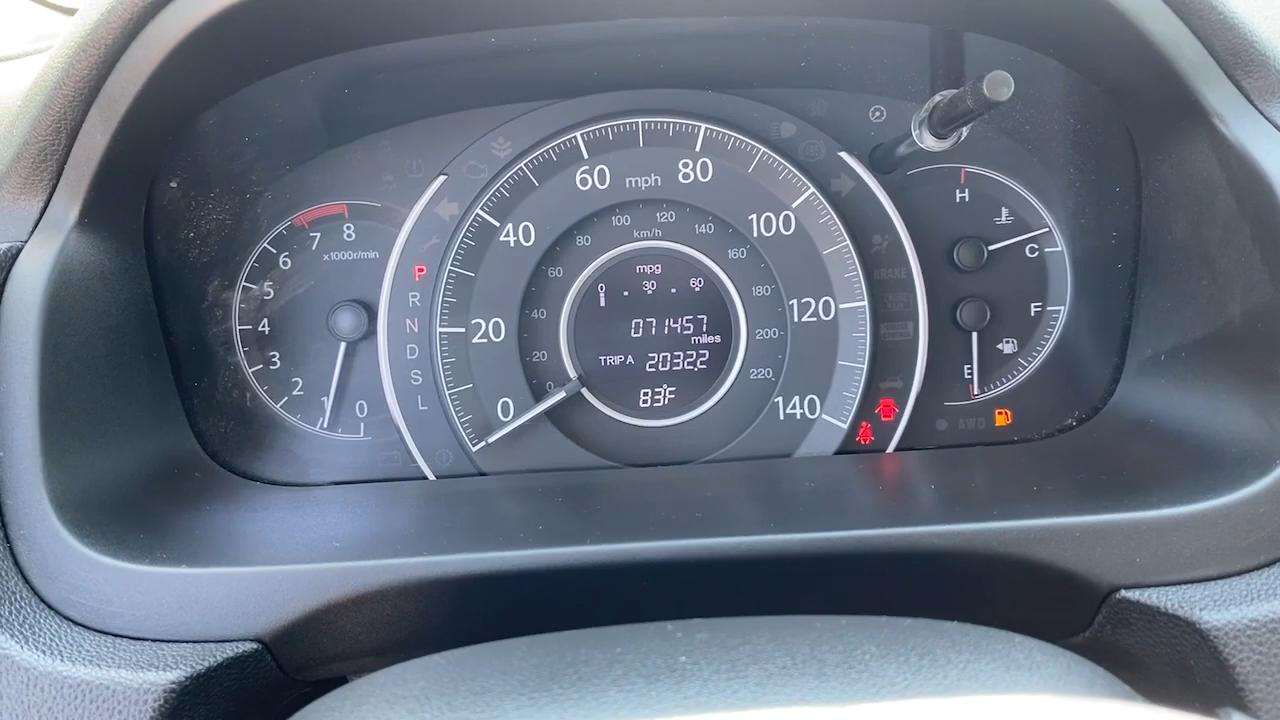 60 mph 80
40
100
20
120
0
140
100 120
km/h
80
140
60
160
40
180
20
200
0
220
7 8
x1000r/min
6
5
4
3
2
1
0
P
R
N
D
S
L
mpg
0 30 60
071457
miles
TRIP A 2032.2
83°F
BRAKE
H
C
F
E
AWD